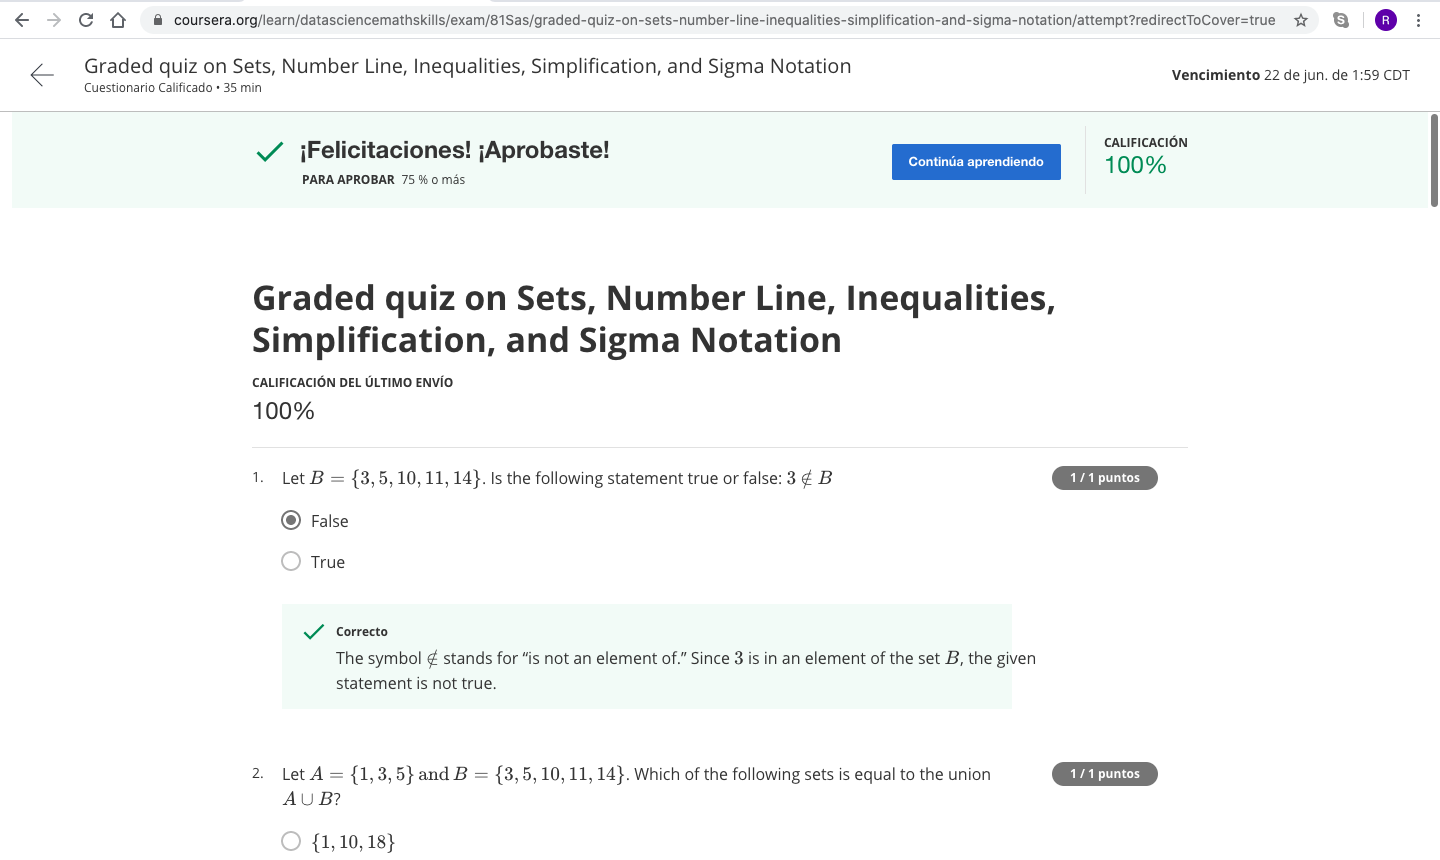 coursera.org/learn/datasciencemathskills/exam/81Sas/graded-quiz-on-sets-number-line-inequalities-simplification-and-sigma-notation/attempt?redirectToCover=true
S
R
Graded quiz on Sets, Number Line, Inequalities, Simplification, and Sigma Notation
Cuestionario Calificado • 35 min
Vencimiento 22 de jun. de 1:59 CDT
¡Felicitaciones! ¡Aprobaste!
PARA APROBAR 75 % o más
Continúa aprendiendo
CALIFICACIÓN
100%
Graded quiz on Sets, Number Line, Inequalities,
Simplification, and Sigma Notation
CALIFICACIÓN DEL ÚLTIMO ENVÍO
100%
1. Let B = {3, 5, 10, 11, 14}. Is the following statement true or false: 3 ∉ B
1 / 1 puntos
False
True
Correcto
The symbol ∉ stands for “is not an element of.” Since 3 is in an element of the set B, the given
statement is not true.
2. Let A = {1, 3, 5} and B = {3, 5, 10, 11, 14}. Which of the following sets is equal to the union
A ∪ B?
1 / 1 puntos
{1, 10, 18}